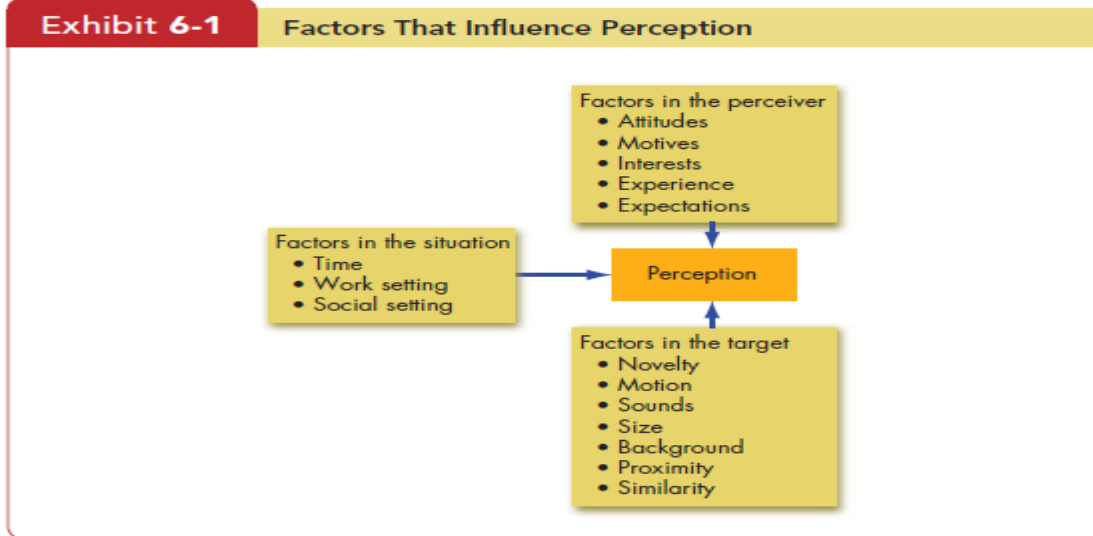 Exhibit 6-1 Factors That Influence Perception
Factors in the perceiver
• Attitudes
• Motives
• Interests
• Experience
• Expectations
Factors in the situation
• Time
• Work setting
• Social setting
Perception
Factors in the target
• Novelty
• Motion
• Sounds
• Size
• Background
• Proximity
• Similarity